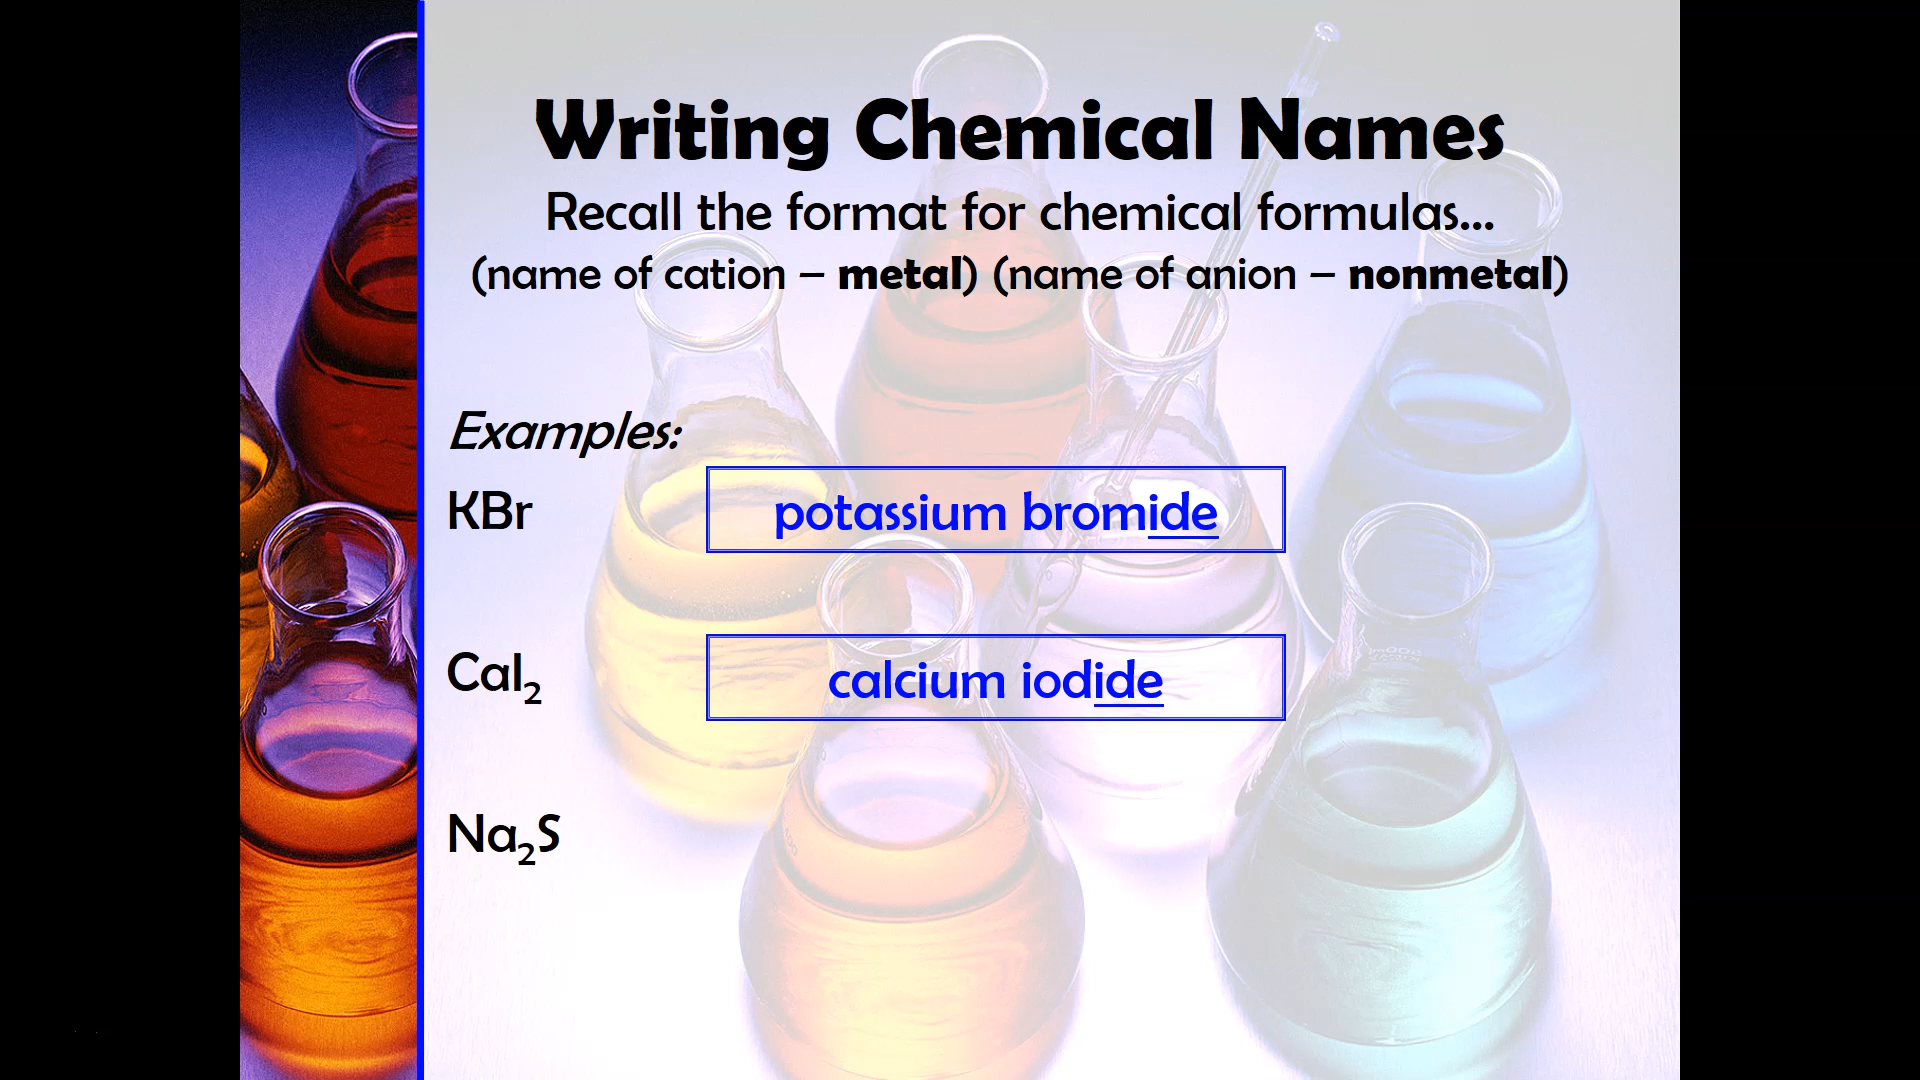 Writing Chemical Names
Recall the format for chemical formulas...
(name of cation – metal) (name of anion – nonmetal)
Examples:
KBr
potassium bromide
CaI₂
calcium iodide
Na₂S